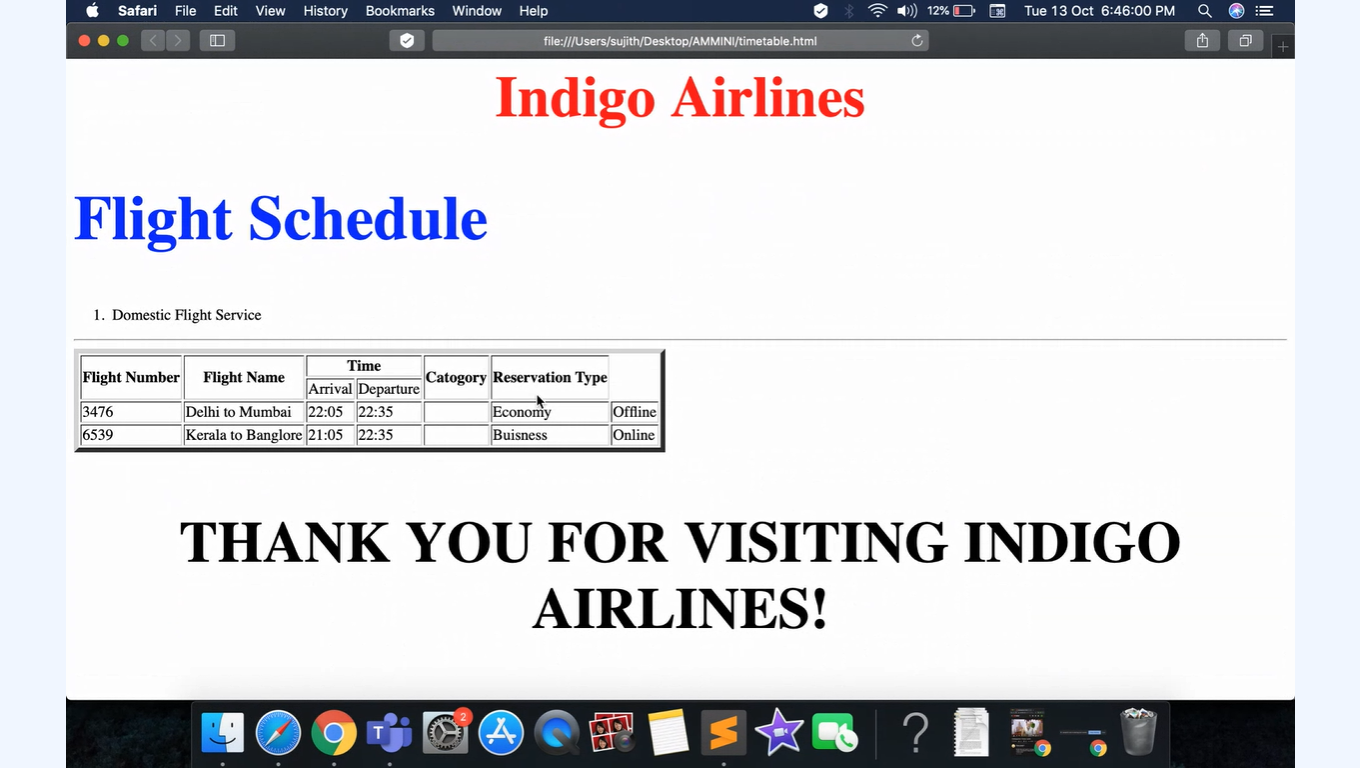 Safari File Edit View History Bookmarks Window Help 12% Tue 13 Oct 6:46:00 PM
file:///Users/sujith/Desktop/AMMINI/timetable.html
Indigo Airlines
Flight Schedule
1. Domestic Flight Service
Flight Number Flight Name Time Catogory Reservation Type
Arrival Departure
3476 Delhi to Mumbai 22:05 22:35 Economy Offline
6539 Kerala to Banglore 21:05 22:35 Buisness Online
THANK YOU FOR VISITING INDIGO
AIRLINES!
2